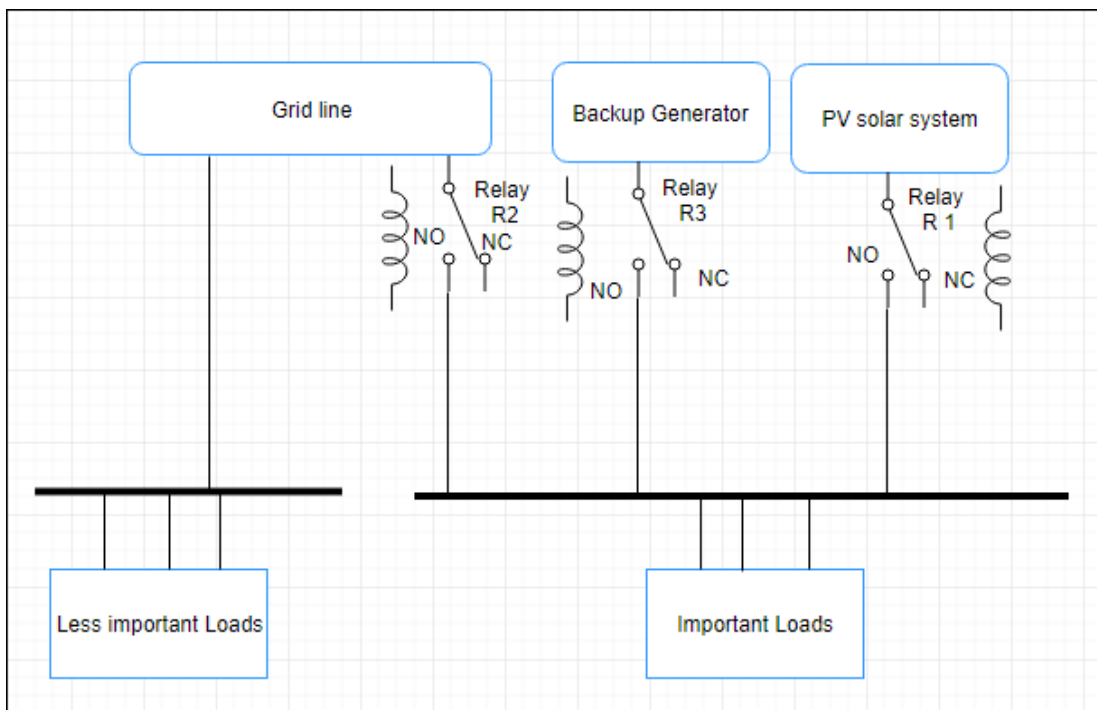 Grid line
Backup Generator
PV solar system
Relay
R2
NO
NC
Relay
R3
NO
NC
Relay
R 1
NO
NC
Less important Loads
Important Loads